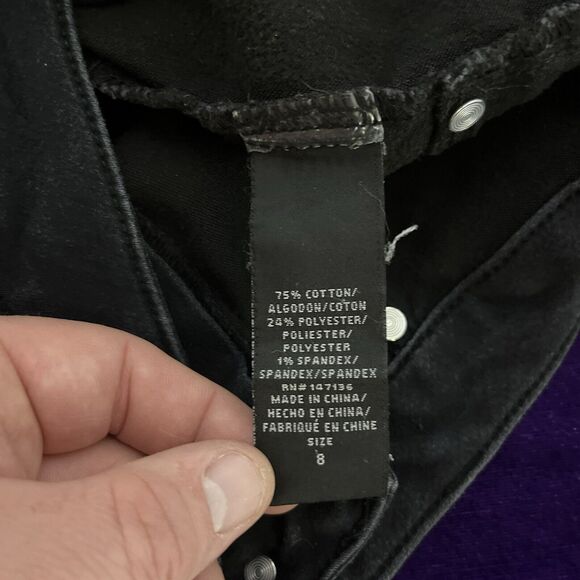 75% COTTON/
ALGODON/COTON
24% POLYESTER/
POLIESTER/
POLYESTER
1% SPANDEX/
SPANDEX/SPANDEX
RN# 147136
MADE IN CHINA/
HECHO EN CHINA/
FABRIQUÉ EN CHINE
SIZE
8